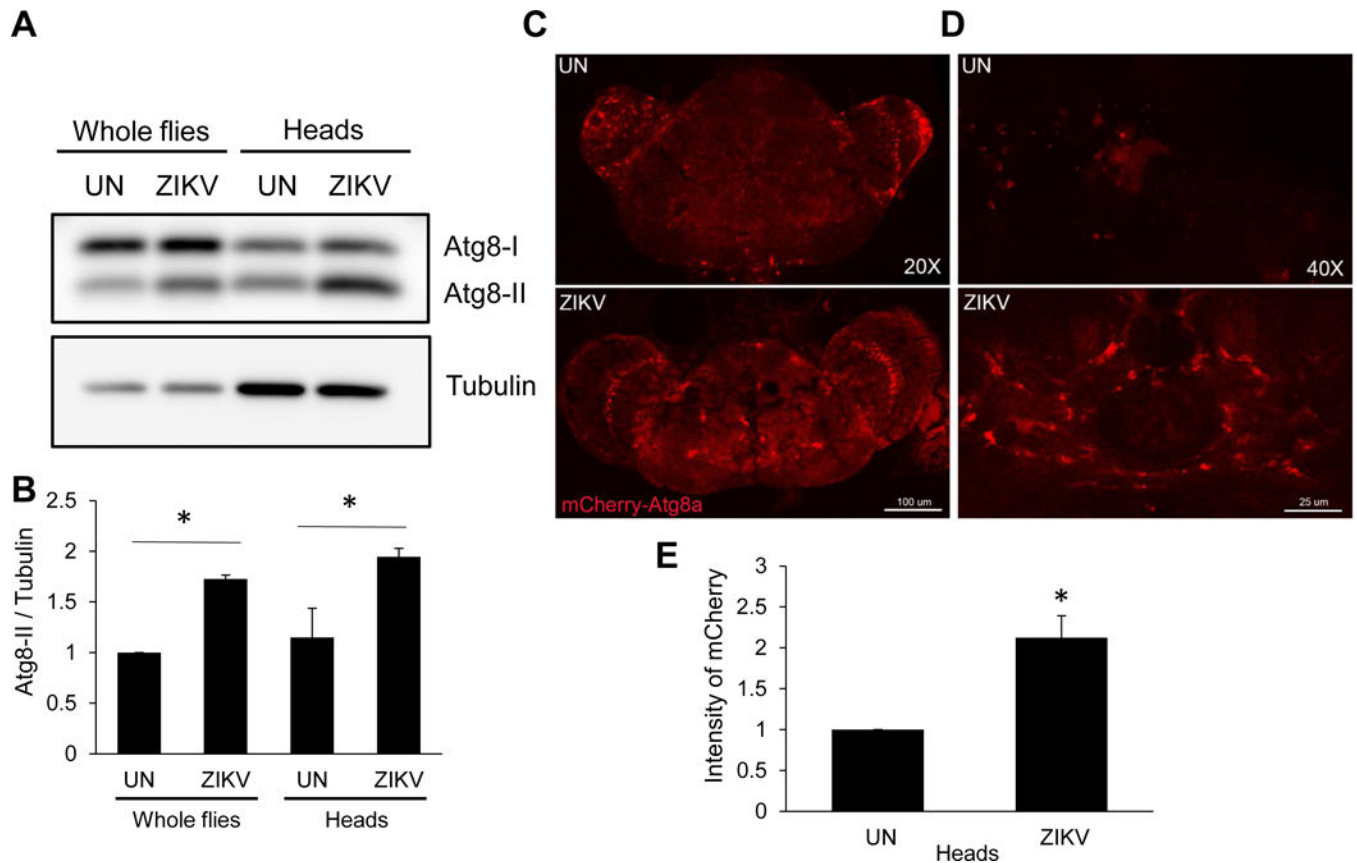 A
Whole flies Heads
UN ZIKV UN ZIKV
Atg8-I
Atg8-II
Tubulin
B
Atg8-II / Tubulin
2.5
2
1.5
1
0.5
0
*
*
UN ZIKV UN ZIKV
Whole flies Heads
C
UN
20X
ZIKV
mCherry-Atg8a
100 um
D
UN
40X
ZIKV
25 um
E
Intensity of mCherry
3
2.5
2
1.5
1
0.5
0
*
UN ZIKV
Heads